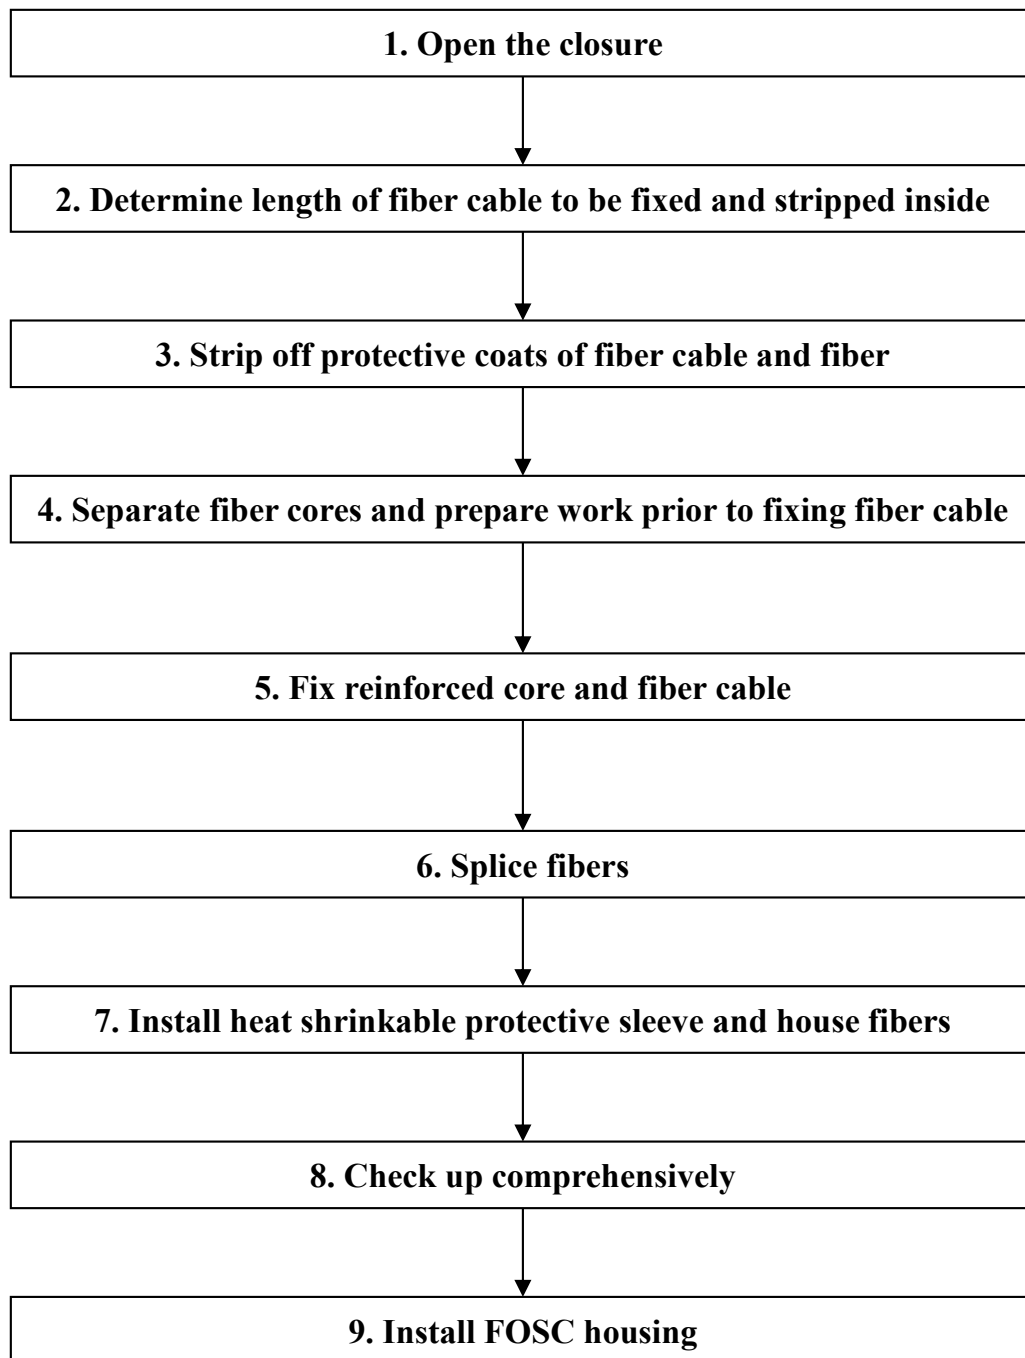 1. Open the closure
2. Determine length of fiber cable to be fixed and stripped inside
3. Strip off protective coats of fiber cable and fiber
4. Separate fiber cores and prepare work prior to fixing fiber cable
5. Fix reinforced core and fiber cable
6. Splice fibers
7. Install heat shrinkable protective sleeve and house fibers
8. Check up comprehensively
9. Install FOSC housing